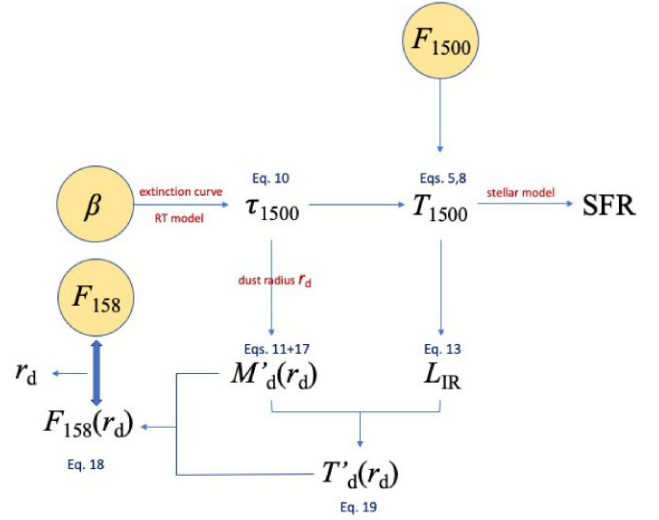 F1500
Eq. 10
Eqs. 5,8
β
extinction curve
RT model
τ1500
T1500
stellar model
SFR
F158
dust radius rd
Eqs. 11+17
Eq. 13
rd
M'd(rd)
LIR
F158(rd)
Eq. 18
T'd(rd)
Eq. 19